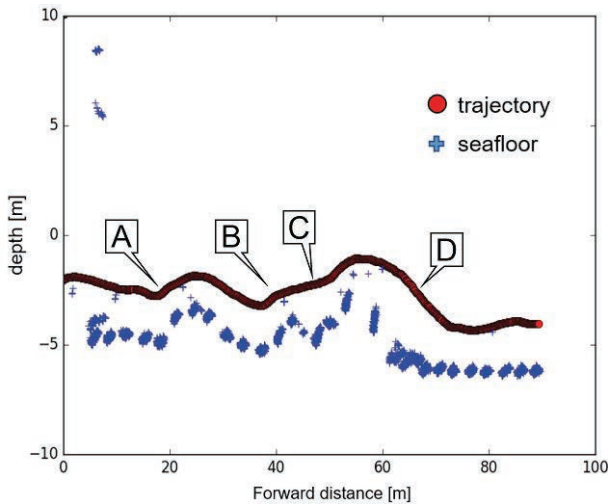 10
5
0
−5
−10
0
20
40
60
80
100
depth [m]
Forward distance [m]
trajectory
seafloor
A
B
C
D